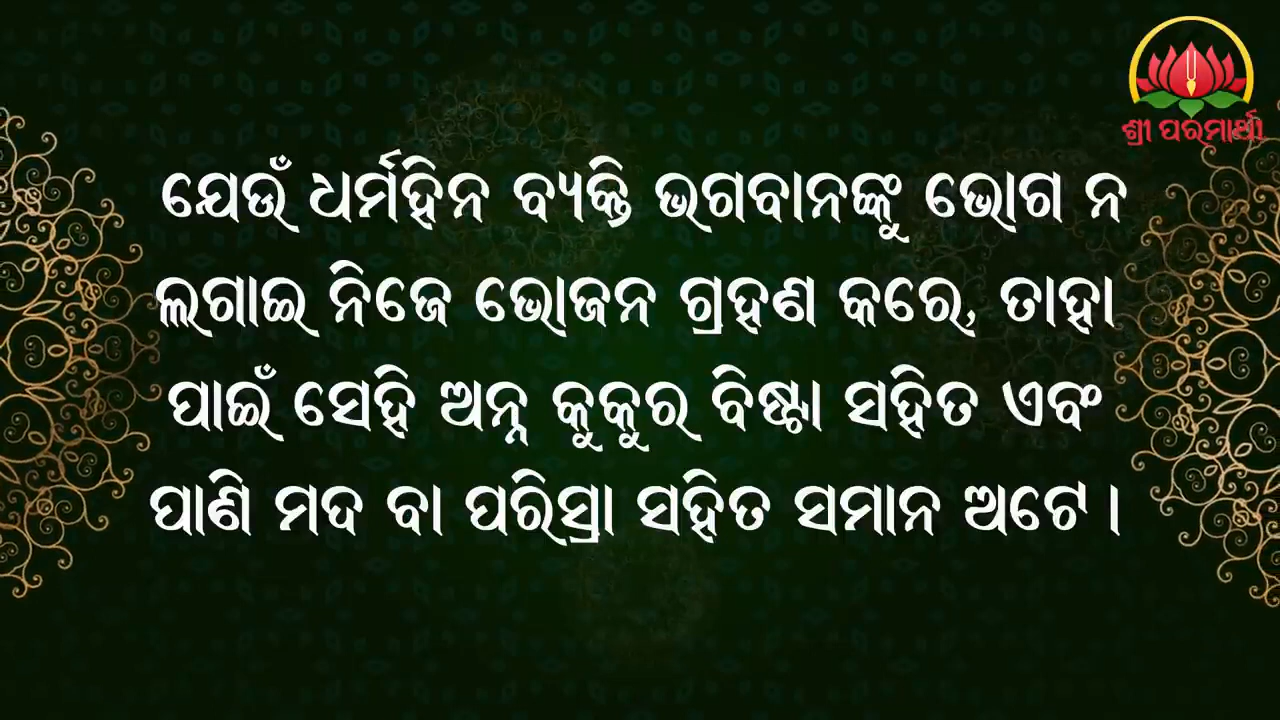 ଶ୍ରୀ ପରମାର୍ଥୀ
ଯେଉଁ ଧର୍ମହିନ ବ୍ୟକ୍ତି ଭଗବାନଙ୍କୁ ଭୋଗ ନ
ଲଗାଇ ନିଜେ ଭୋଜନ ଗ୍ରହଣ କରେ, ତାହା
ପାଇଁ ସେହି ଅନ୍ନ କୁକୁର ବିଷ୍ଟା ସହିତ ଏବଂ
ପାଣି ମଦ ବା ପରିସ୍ରା ସହିତ ସମାନ ଅଟେ।